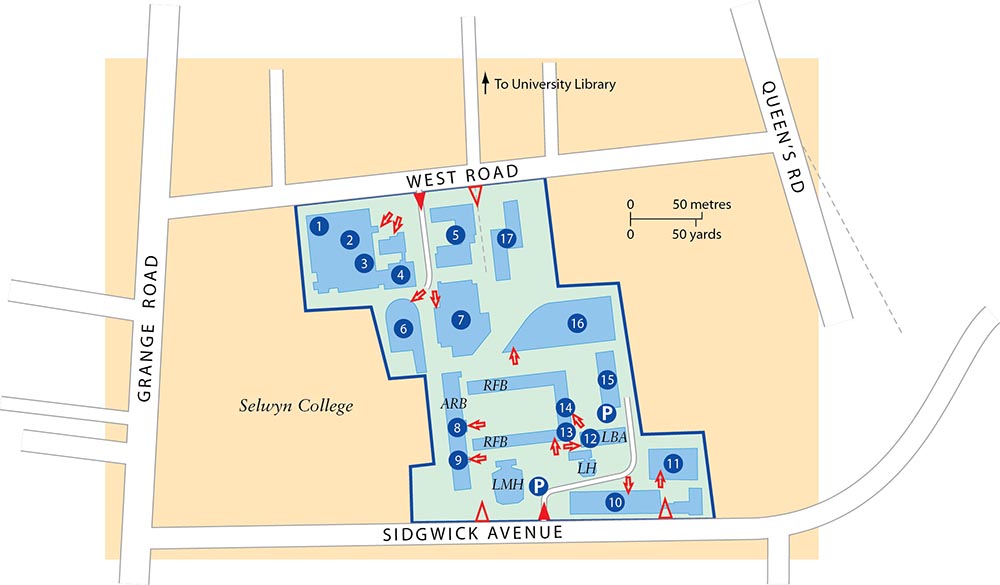 To University Library
QUEEN'S RD
WEST ROAD
0 50 metres
0 50 yards
1
2
3
4
5
17
GRANGE ROAD
6
7
16
15
Selwyn College
RFB
ARB
14
P
8
RFB
13
12
LBA
9
LH
11
LMH
P
10
SIDGWICK AVENUE